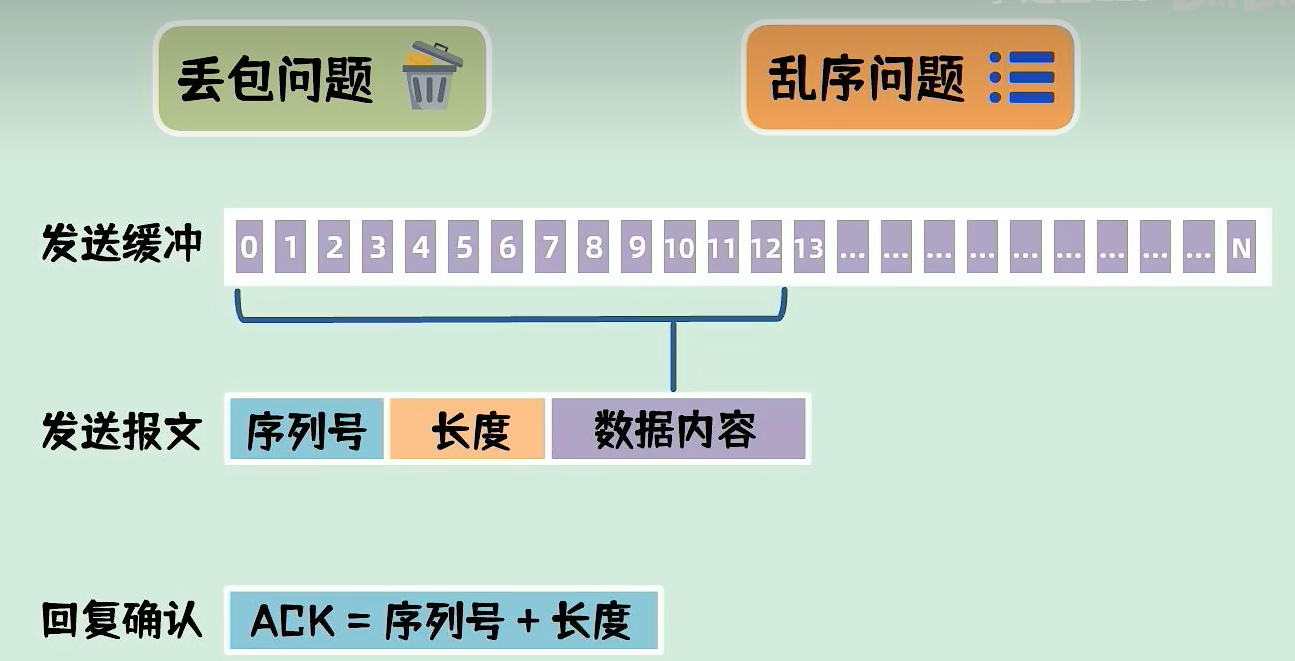 丢包问题
乱序问题
发送缓冲
0 1 2 3 4 5 6 7 8 9 10 11 12 13 ... ... ... ... ... ... ... ... ... N
发送报文
序列号 长度 数据内容
回复确认
ACK = 序列号 + 长度